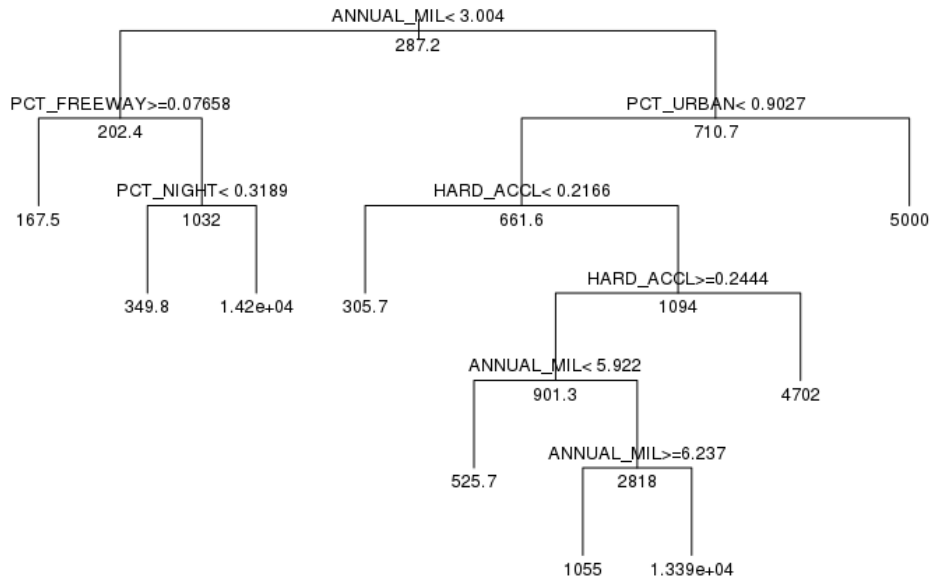 ANNUAL_MIL< 3.004
287.2
PCT_FREEWAY>=0.07658
PCT_URBAN< 0.9027
202.4
710.7
PCT_NIGHT< 0.3189
HARD_ACCL< 0.2166
167.5
1032
661.6
5000
HARD_ACCL>=0.2444
349.8
1.42e+04
305.7
1094
ANNUAL_MIL< 5.922
901.3
4702
ANNUAL_MIL>=6.237
525.7
2818
1055
1.339e+04